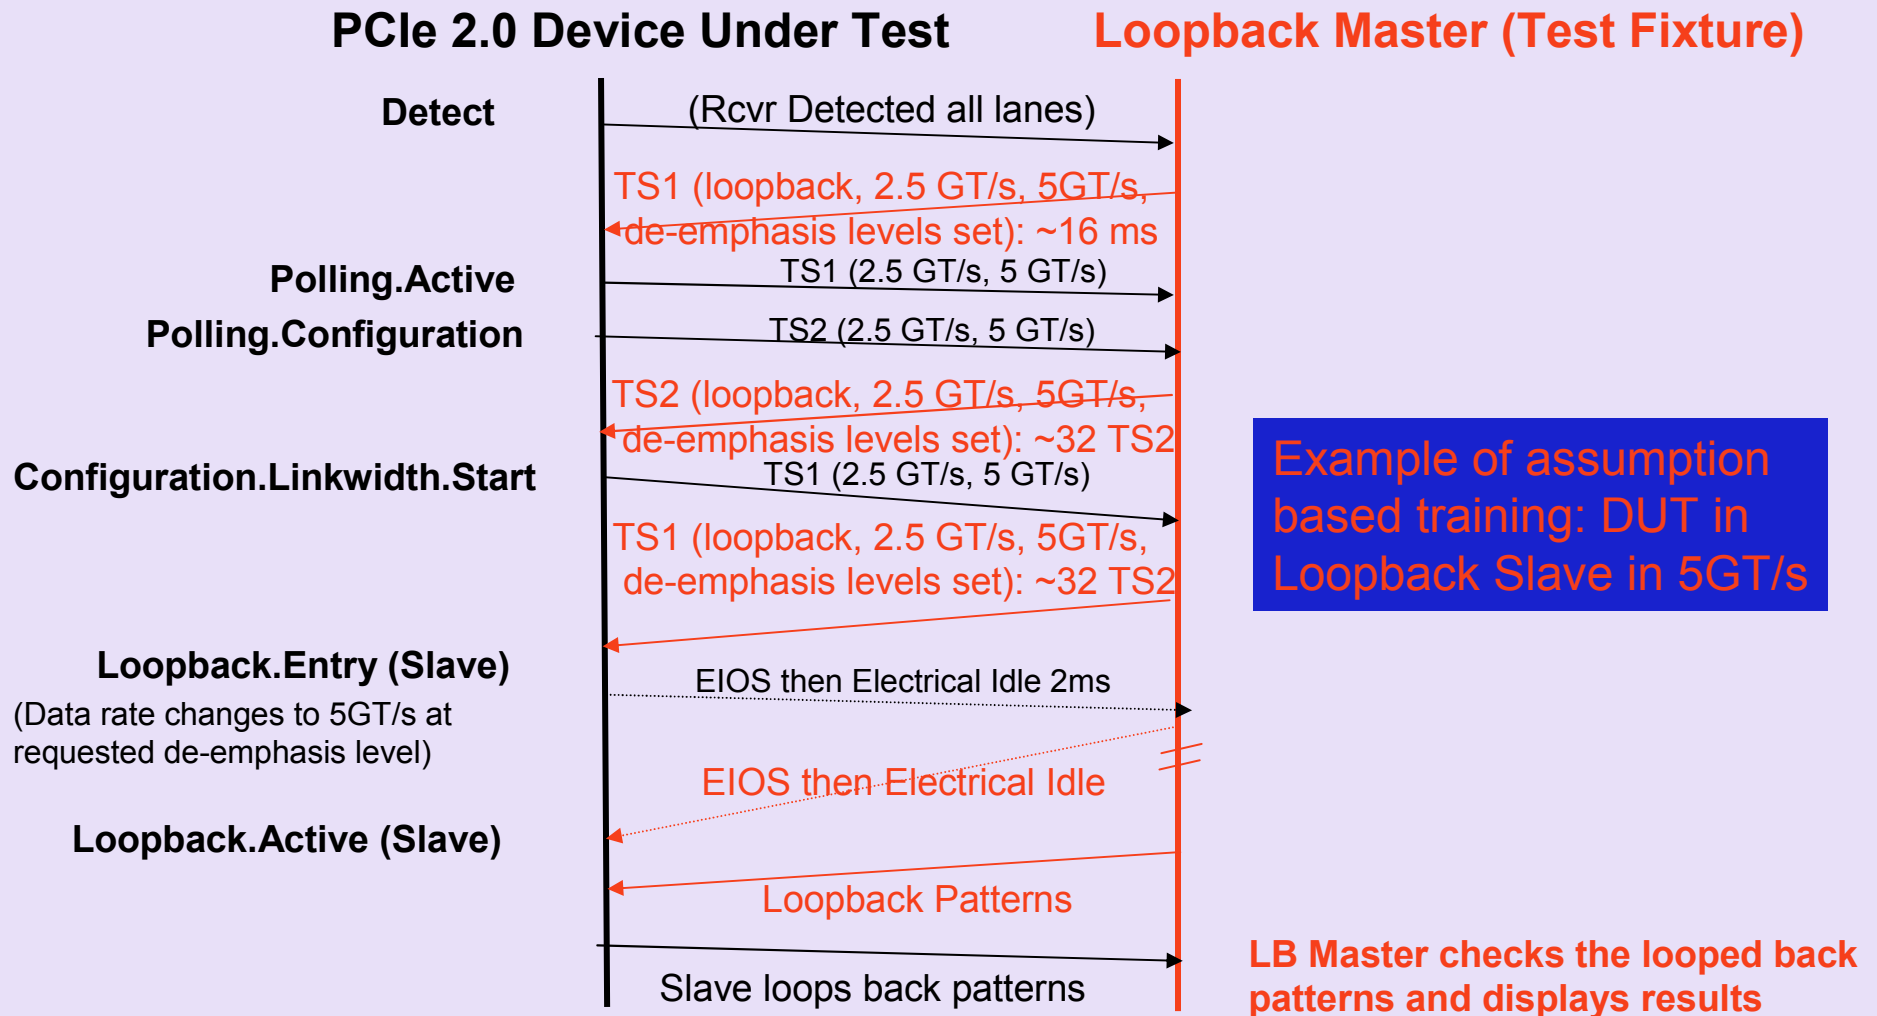 PCIe 2.0 Device Under Test
Loopback Master (Test Fixture)
Detect
(Rcvr Detected all lanes)
TS1 (loopback, 2.5 GT/s, 5GT/s,
de-emphasis levels set): ~16 ms
Polling.Active
TS1 (2.5 GT/s, 5 GT/s)
Polling.Configuration
TS2 (2.5 GT/s, 5 GT/s)
TS2 (loopback, 2.5 GT/s, 5GT/s,
de-emphasis levels set): ~32 TS2
Configuration.Linkwidth.Start
TS1 (2.5 GT/s, 5 GT/s)
TS1 (loopback, 2.5 GT/s, 5GT/s,
de-emphasis levels set): ~32 TS2
Example of assumption
based training: DUT in
Loopback Slave in 5GT/s
Loopback.Entry (Slave)
(Data rate changes to 5GT/s at
requested de-emphasis level)
EIOS then Electrical Idle 2ms
EIOS then Electrical Idle
Loopback.Active (Slave)
Loopback Patterns
Slave loops back patterns
LB Master checks the looped back
patterns and displays results